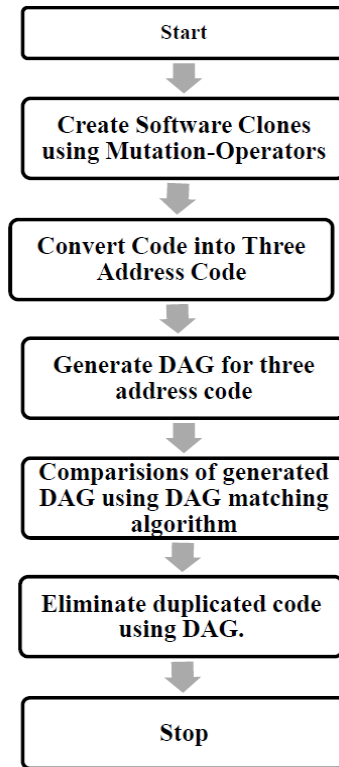 Start
Create Software Clones
using Mutation-Operators
Convert Code into Three
Address Code
Generate DAG for three
address code
Comparisions of generated
DAG using DAG matching
algorithm
Eliminate duplicated code
using DAG.
Stop